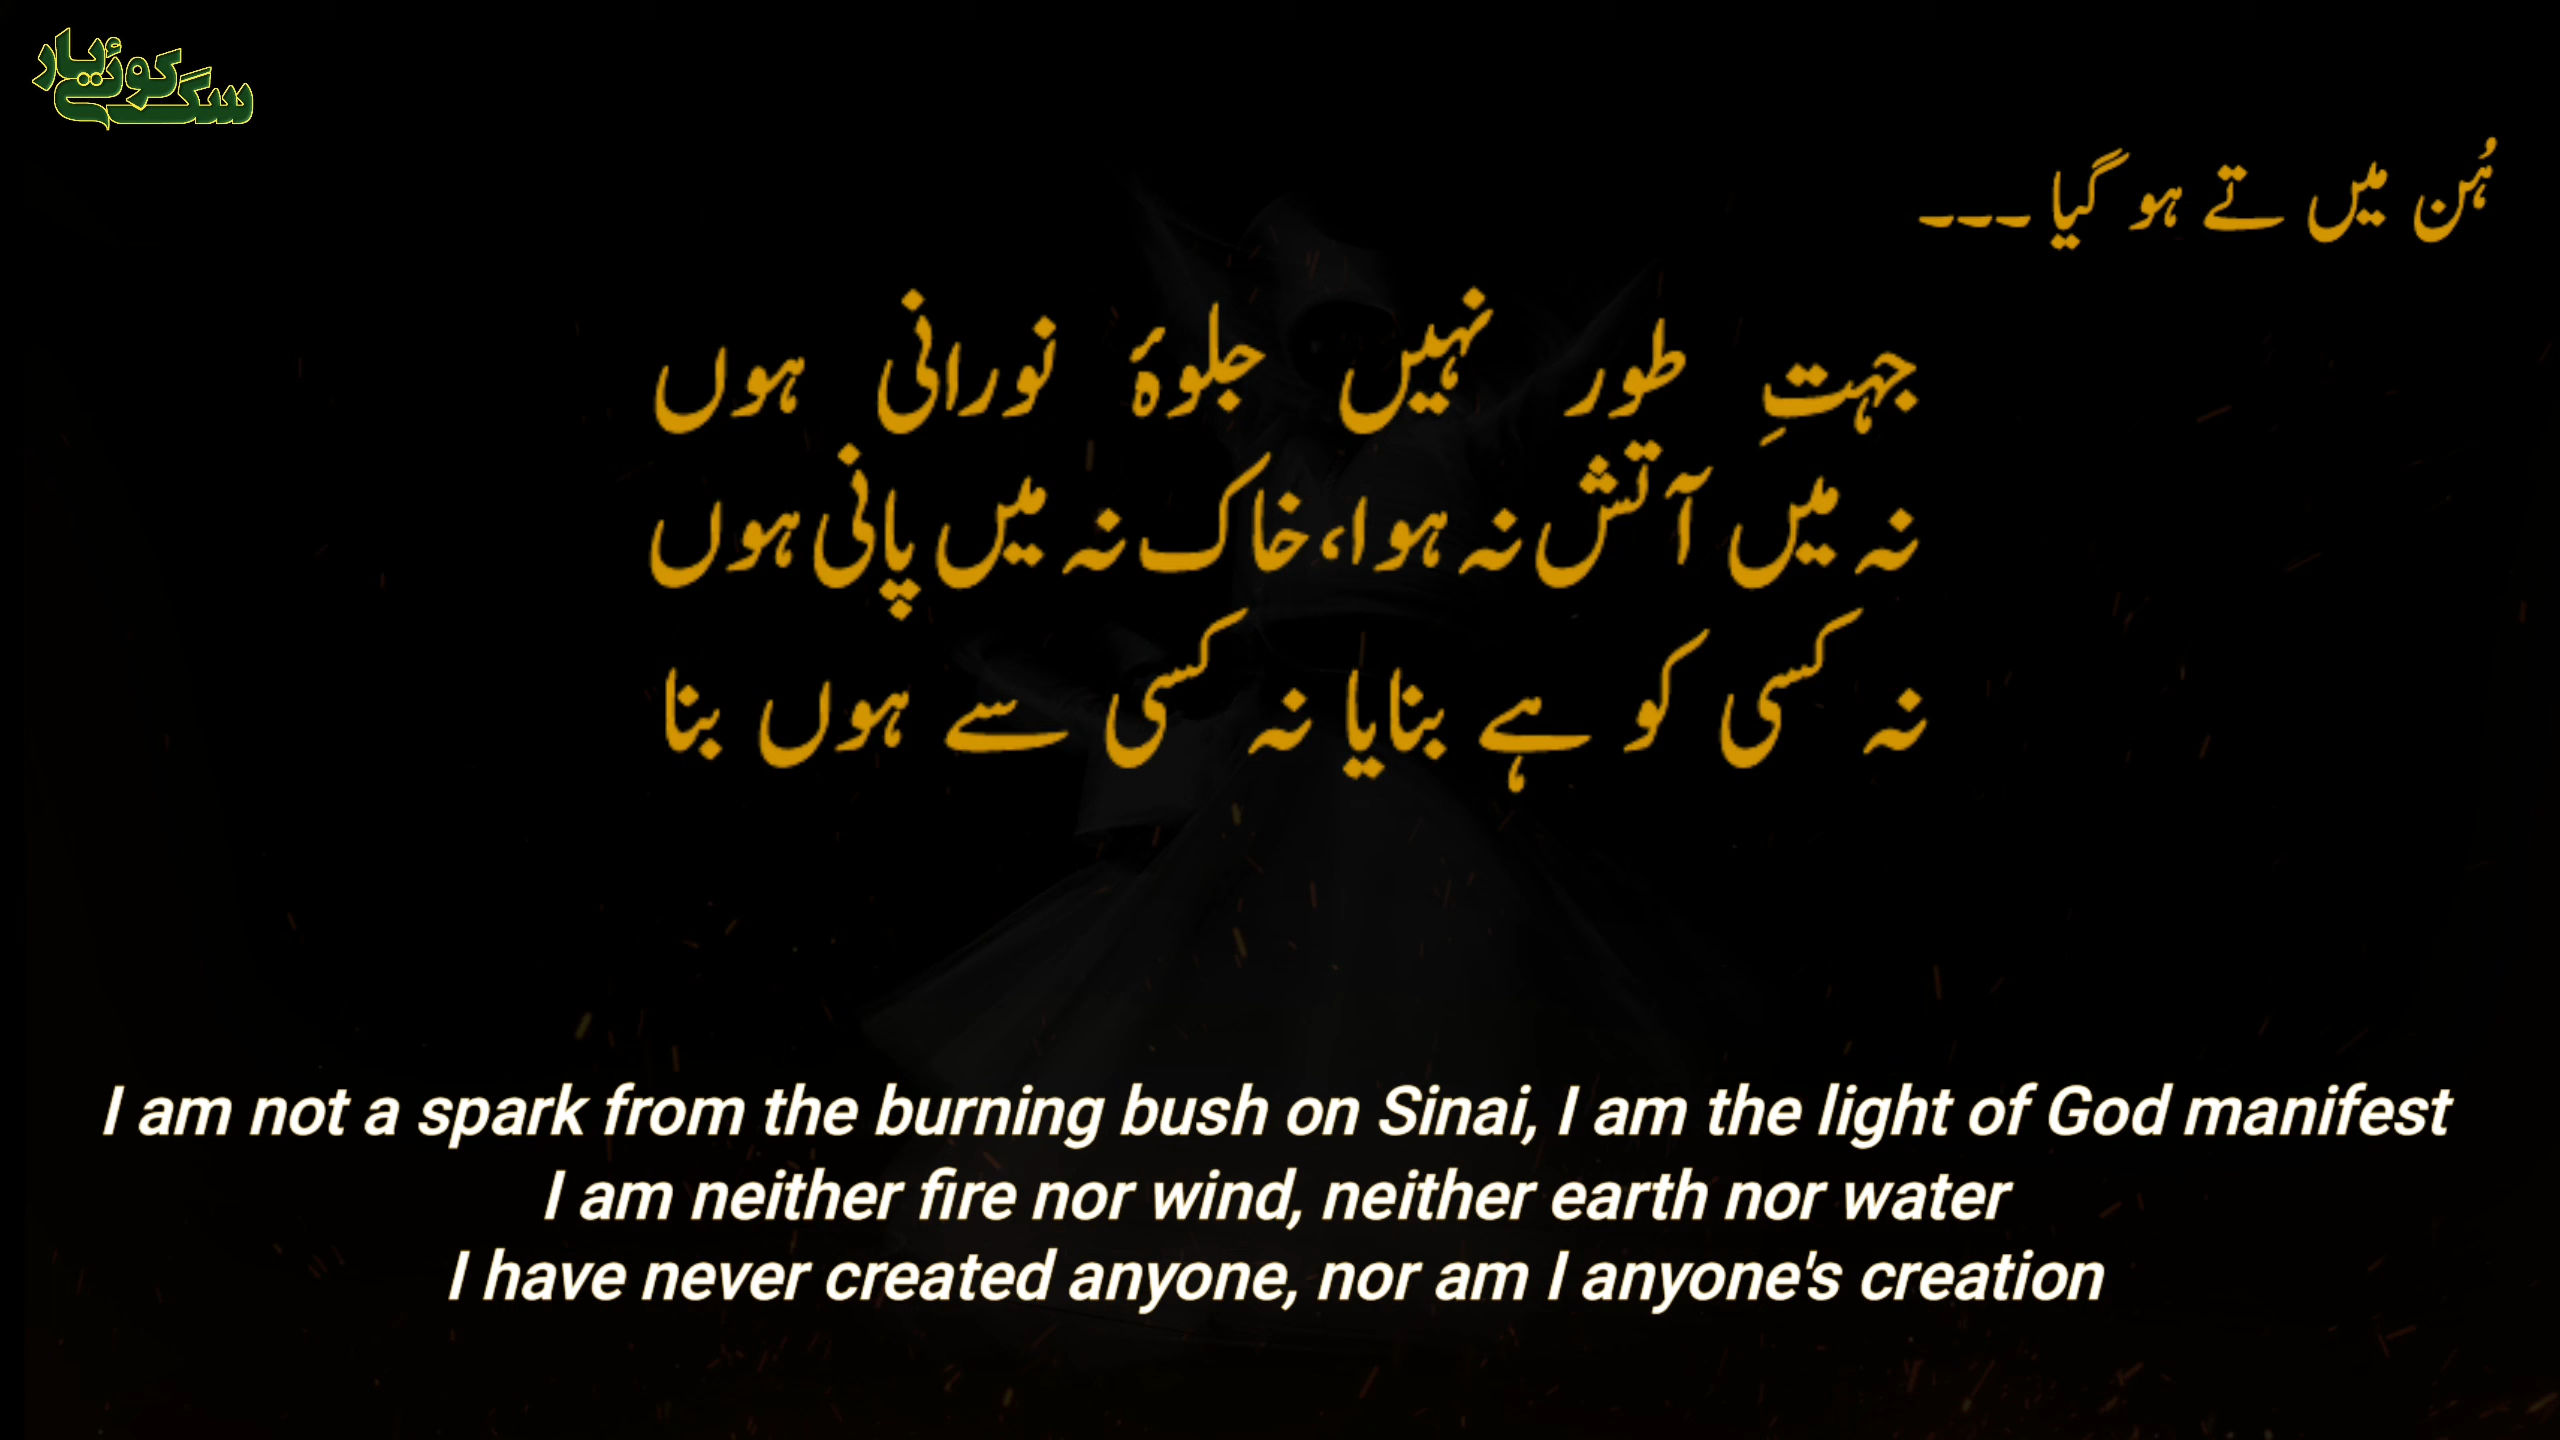 سگ کوئے یار
ہُن میں تے ہو گیا ۔۔۔
جہتِ طور نہیں جلوۂ نورانی ہوں
نہ میں آتش نہ ہوا، خاک نہ میں پانی ہوں
نہ کسی کو ہے بنایا نہ کسی سے ہوں بنا
I am not a spark from the burning bush on Sinai, I am the light of God manifest
I am neither fire nor wind, neither earth nor water
I have never created anyone, nor am I anyone's creation